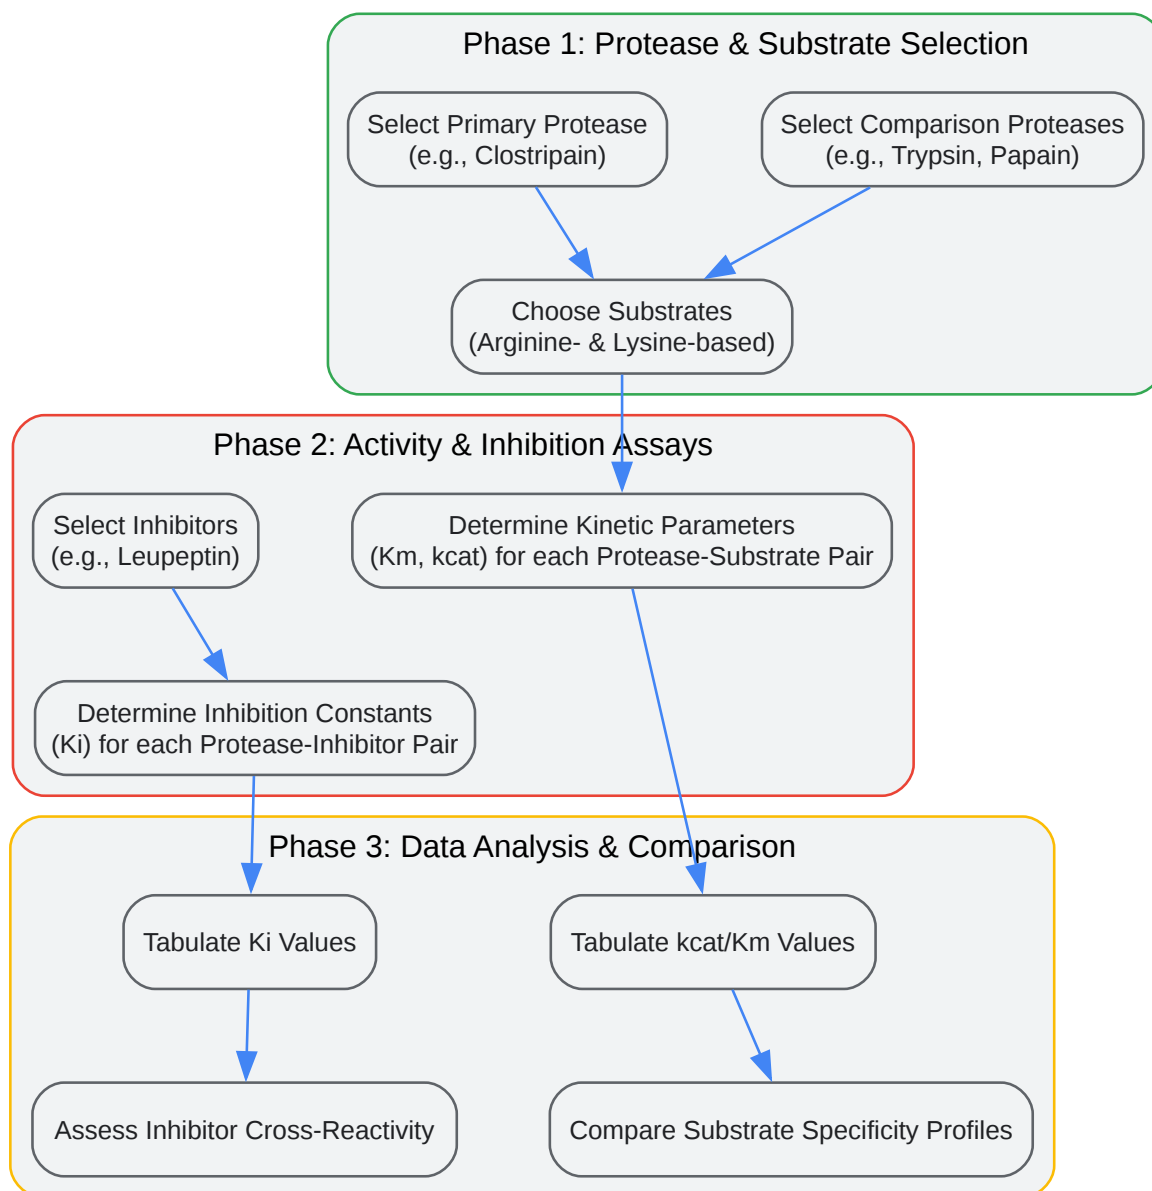 Phase 1: Protease & Substrate Selection
Select Primary Protease
(e.g., Clostripain)
Select Comparison Proteases
(e.g., Trypsin, Papain)
Choose Substrates
(Arginine- & Lysine-based)
Phase 2: Activity & Inhibition Assays
Select Inhibitors
(e.g., Leupeptin)
Determine Kinetic Parameters
(Km, kcat) for each Protease-Substrate Pair
Determine Inhibition Constants
(Ki) for each Protease-Inhibitor Pair
Phase 3: Data Analysis & Comparison
Tabulate Ki Values
Tabulate kcat/Km Values
Assess Inhibitor Cross-Reactivity
Compare Substrate Specificity Profiles